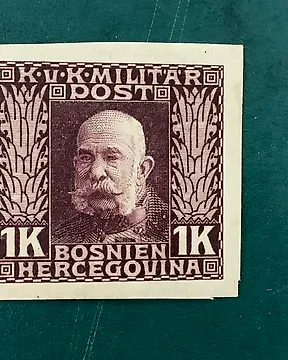 K·u·K·MILITÄR
POST
1K 1K
BOSNIEN
HERCEGOVINA